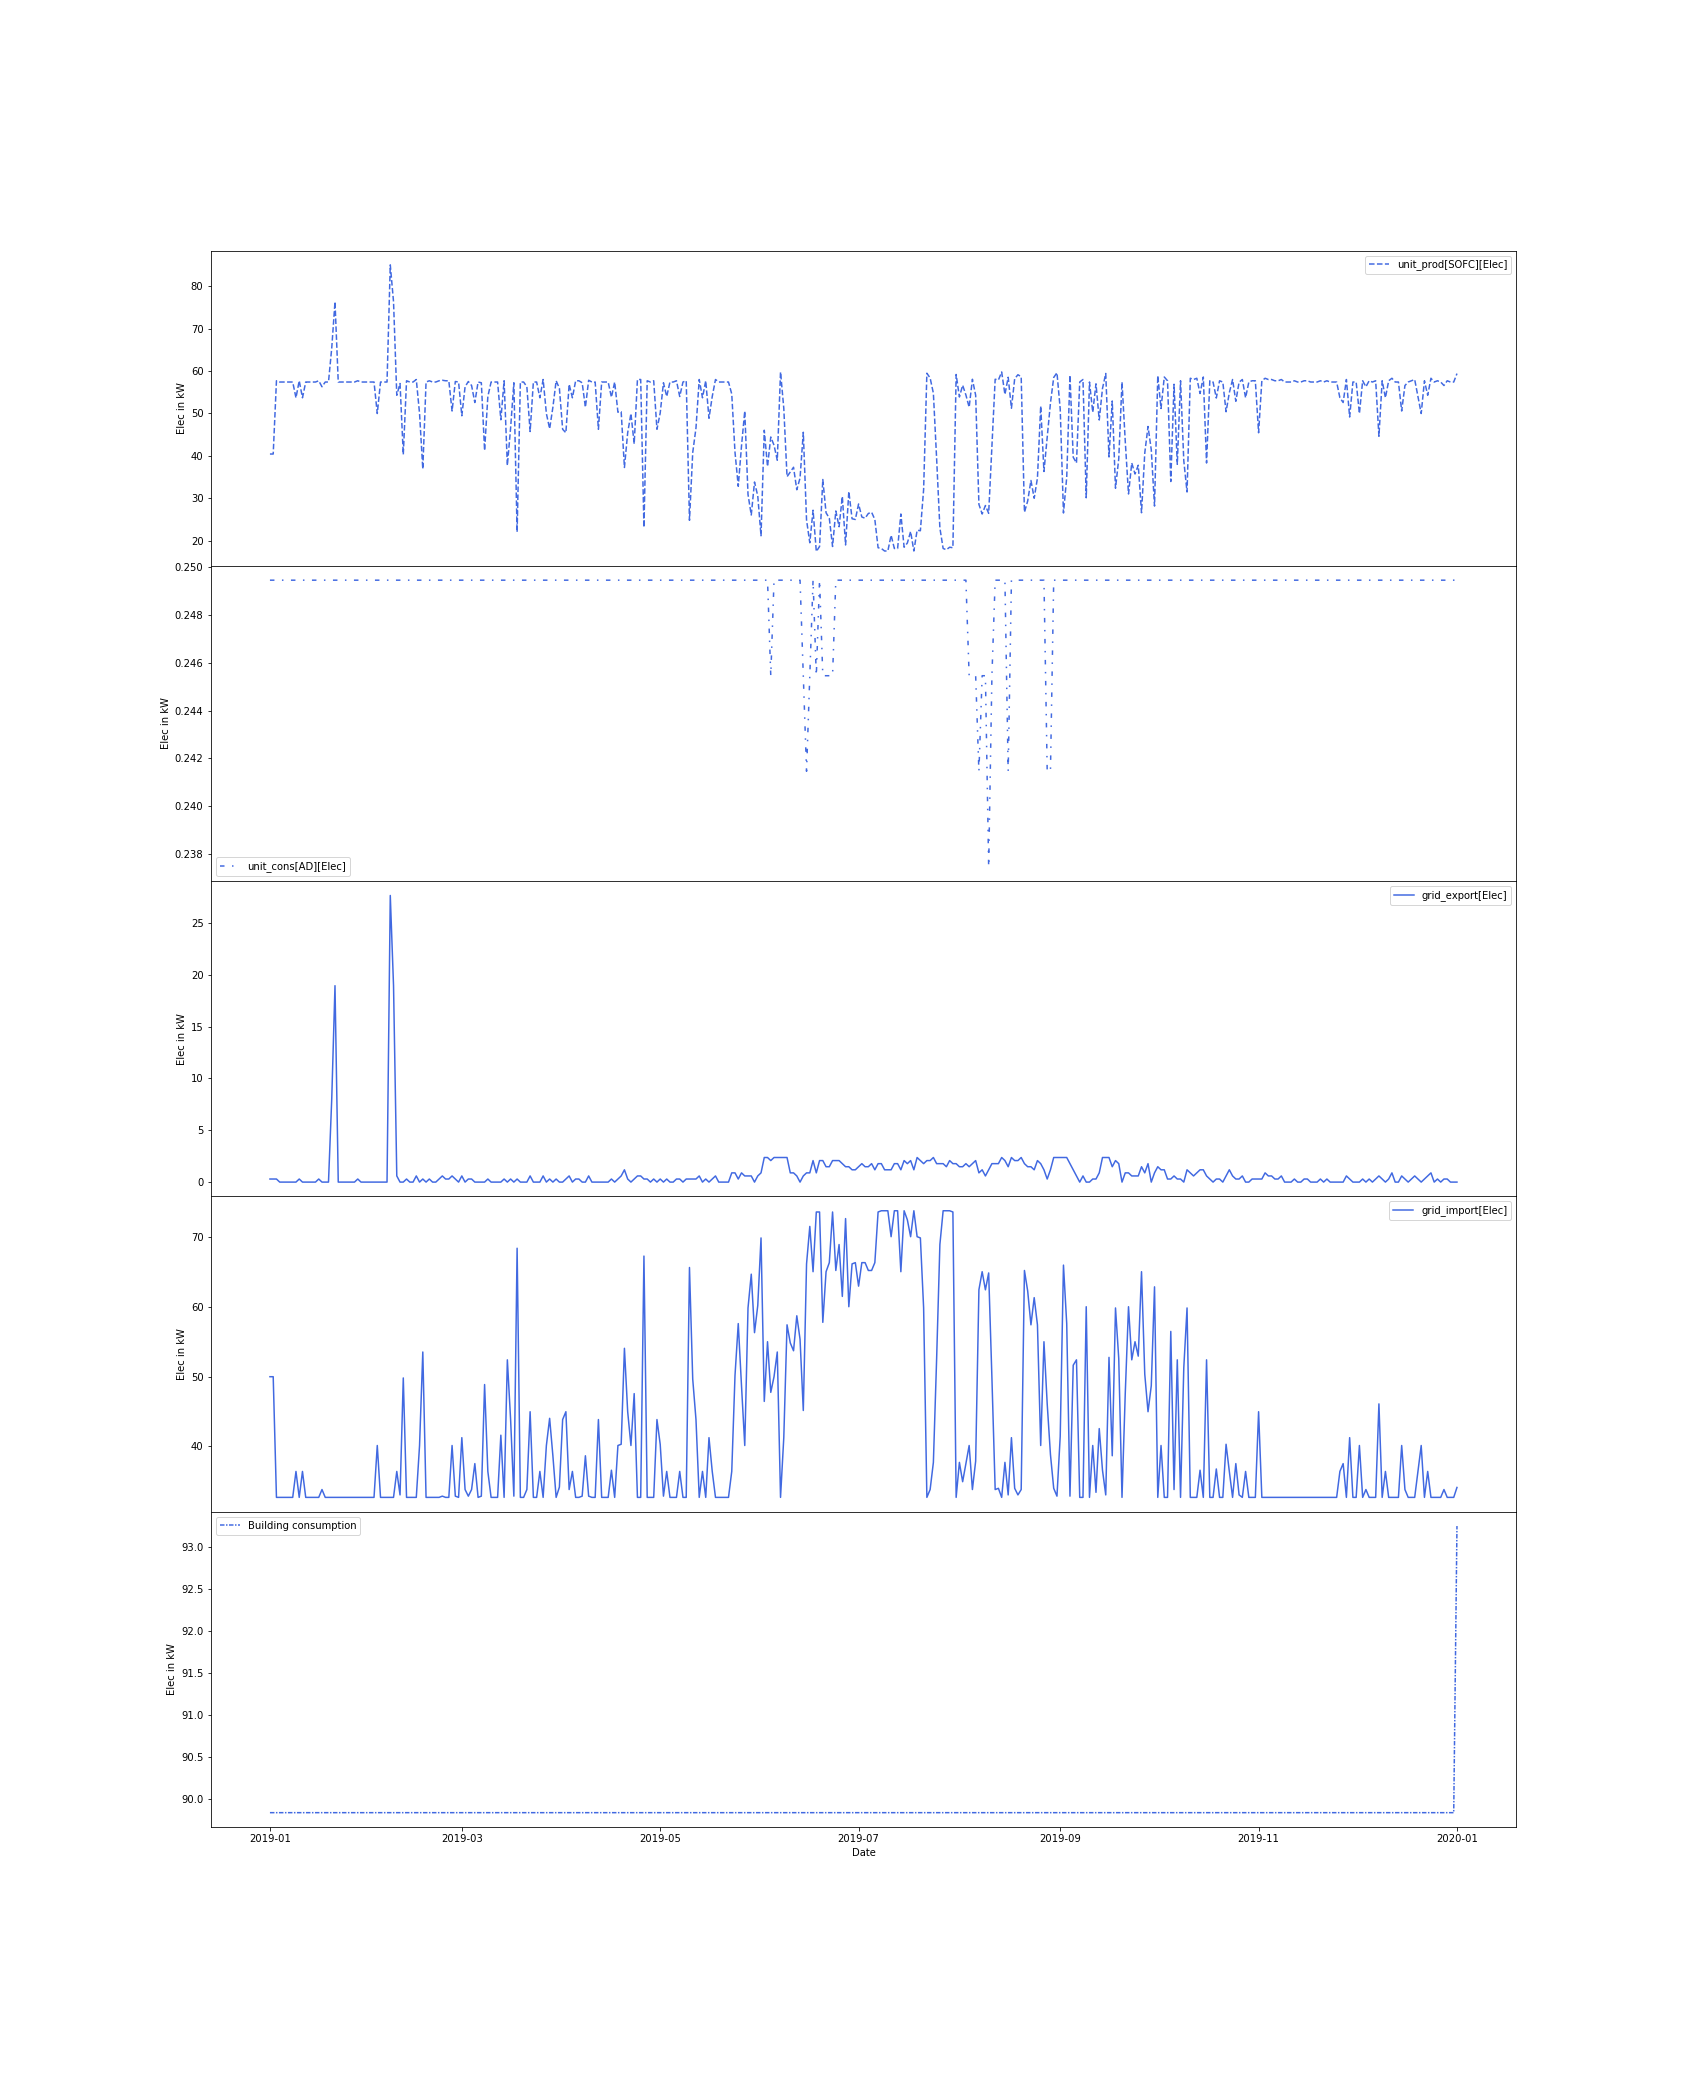 unit_prod[SOFC][Elec]
80
70
60
50
40
30
20
Elec in kW
0.250
0.248
0.246
0.244
0.242
0.240
0.238
Elec in kW
unit_cons[AD][Elec]
grid_export[Elec]
25
20
15
10
5
0
Elec in kW
grid_import[Elec]
70
60
50
40
Elec in kW
Building consumption
93.0
92.5
92.0
91.5
91.0
90.5
90.0
Elec in kW
2019-01 2019-03 2019-05 2019-07 2019-09 2019-11 2020-01
Date